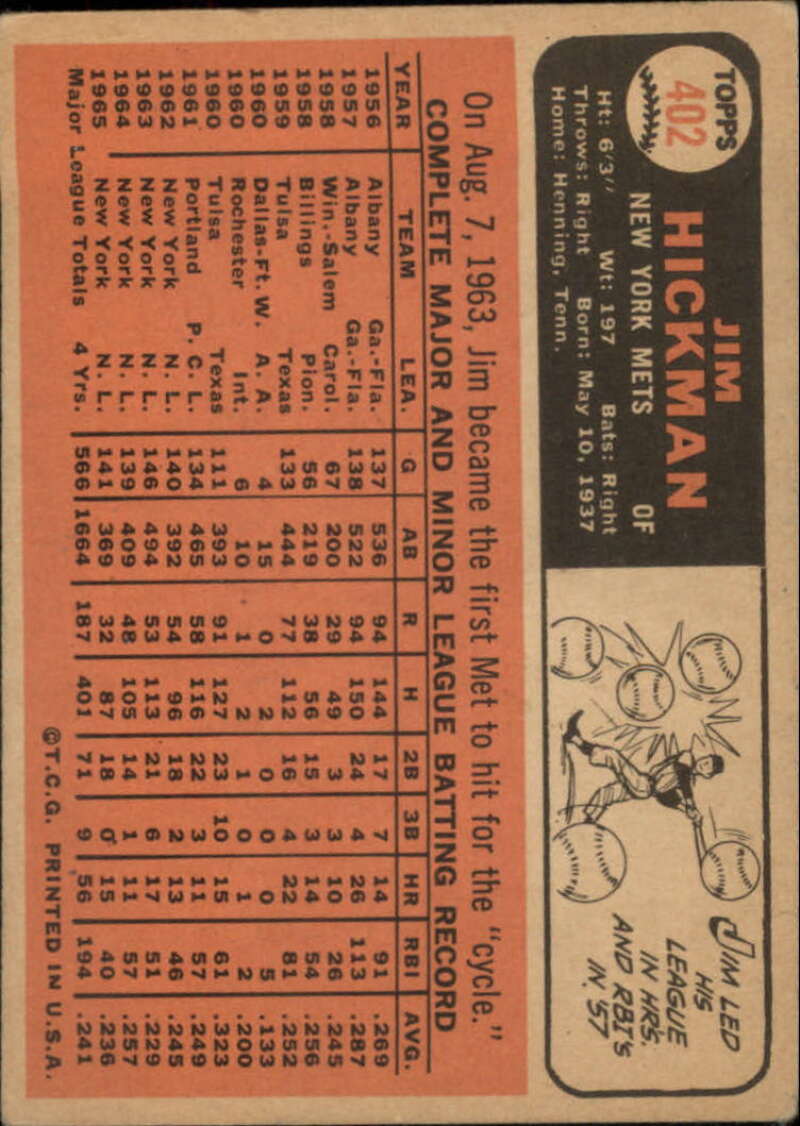 TOPPS
402
JIM
HICKMAN
OF
NEW YORK METS
Ht: 6'3" Wt: 197 Bats: Right
Throws: Right Born: May 10, 1937
Home: Henning, Tenn.
JIM LED
HIS
LEAGUE
IN HR'S.
AND RBI'S
IN '57
On Aug. 7, 1963, Jim became the first Met to hit for the "cycle."
COMPLETE MAJOR AND MINOR LEAGUE BATTING RECORD
YEAR TEAM LEA. G AB R H 2B 3B HR RBI AVG.
1956 Albany Ga.-Fla. 137 536 94 144 17 7 14 91 .269
1957 Albany Ga.-Fla. 138 522 94 150 24 4 26 113 .287
1958 Win.-Salem Carol. 67 200 29 49 3 3 10 26 .245
1958 Billings Pion. 56 219 38 56 15 3 14 54 .256
1959 Tulsa Texas 133 444 77 112 16 4 22 81 .252
1960 Dallas-Ft. W. A. A. 4 15 0 2 0 0 0 5 .133
1960 Rochester Int. 6 10 1 2 1 0 1 2 .200
1960 Tulsa Texas 111 393 91 127 23 10 15 61 .323
1961 Portland P. C. L. 134 465 58 116 22 3 11 57 .249
1962 New York N. L. 140 392 54 96 18 2 13 46 .245
1963 New York N. L. 146 494 53 113 21 6 17 51 .229
1964 New York N. L. 139 409 48 105 14 1 11 57 .257
1965 New York N. L. 141 369 32 87 18 0 15 40 .236
Major League Totals 4 Yrs. 566 1664 187 401 71 9 56 194 .241
©T.C.G. PRINTED IN U.S.A.